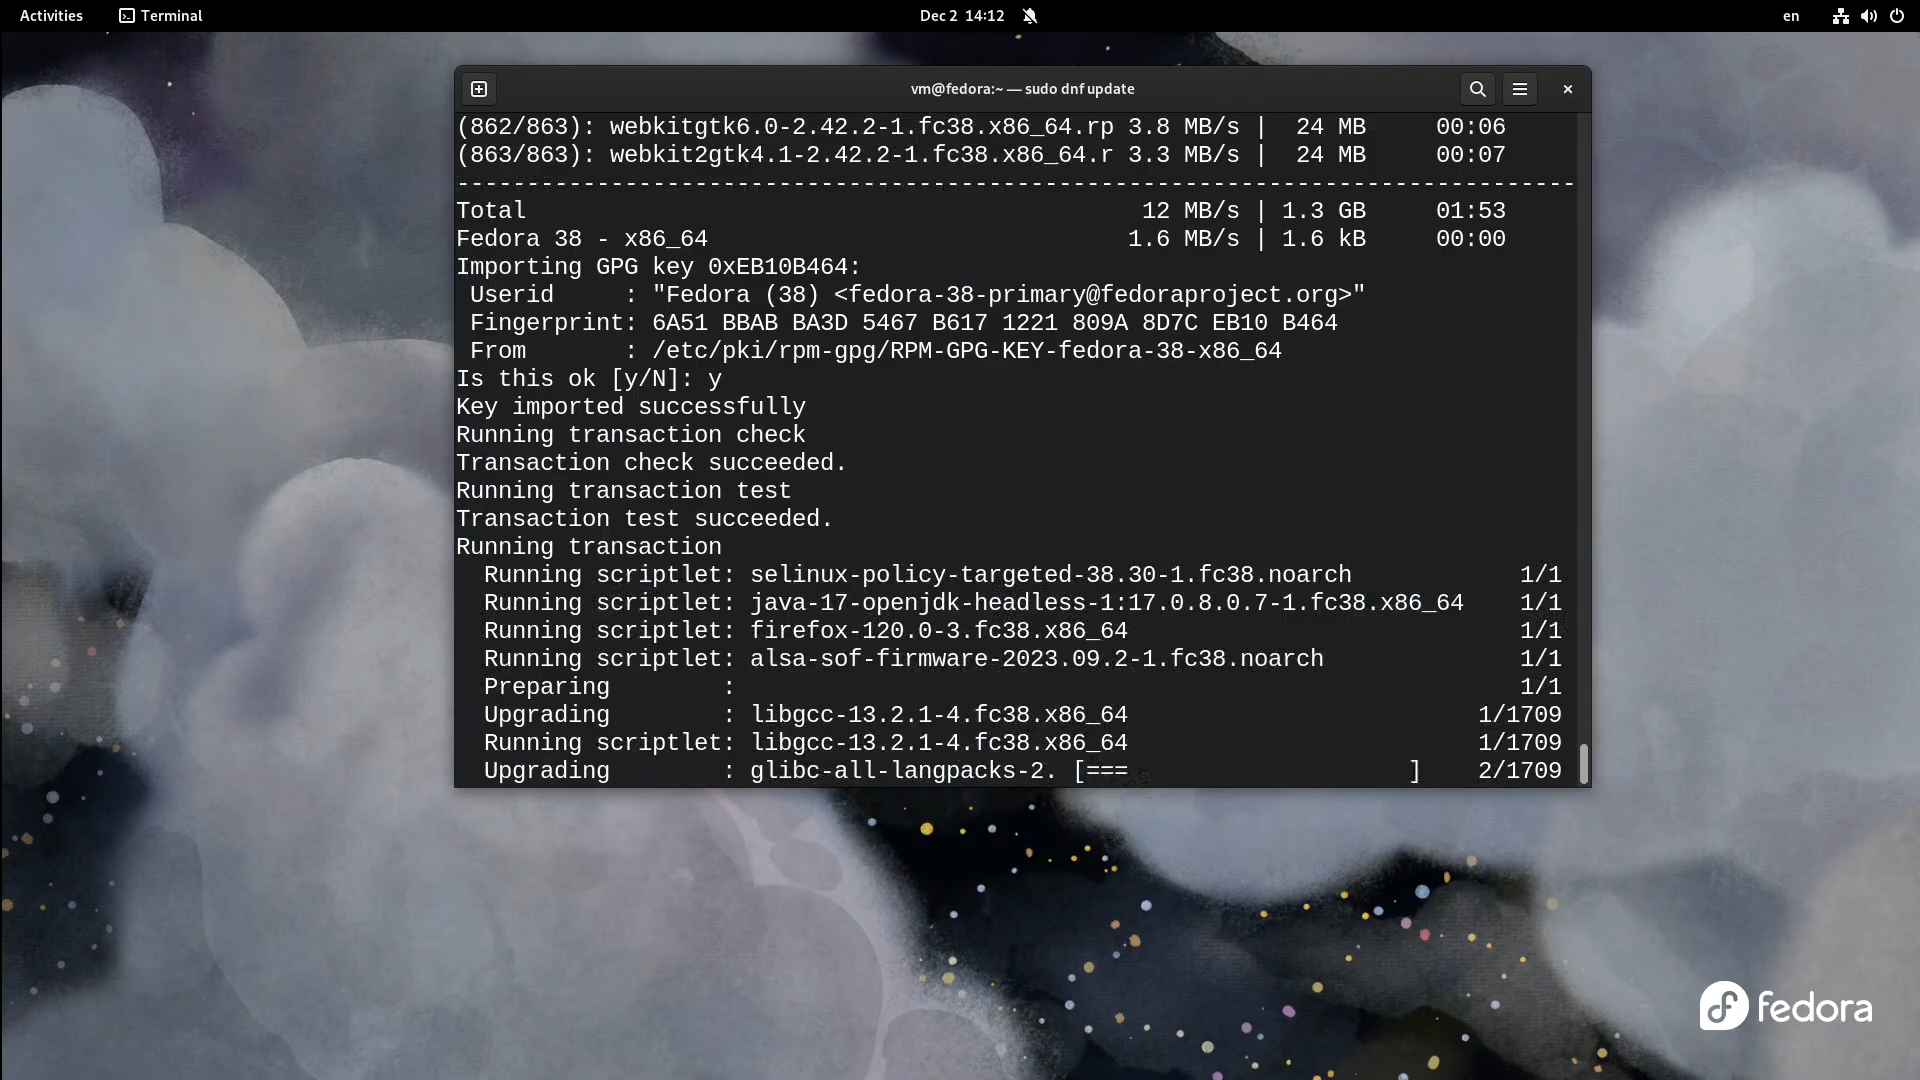 Activities Terminal Dec 2 14:12 en
vm@fedora:~ — sudo dnf update
(862/863): webkitgtk6.0-2.42.2-1.fc38.x86_64.rp 3.8 MB/s | 24 MB 00:06
(863/863): webkit2gtk4.1-2.42.2-1.fc38.x86_64.r 3.3 MB/s | 24 MB 00:07
--------------------------------------------------------------------------------
Total 12 MB/s | 1.3 GB 01:53
Fedora 38 - x86_64 1.6 MB/s | 1.6 kB 00:00
Importing GPG key 0xEB10B464:
Userid : "Fedora (38) <fedora-38-primary@fedoraproject.org>"
Fingerprint: 6A51 BBAB BA3D 5467 B617 1221 809A 8D7C EB10 B464
From : /etc/pki/rpm-gpg/RPM-GPG-KEY-fedora-38-x86_64
Is this ok [y/N]: y
Key imported successfully
Running transaction check
Transaction check succeeded.
Running transaction test
Transaction test succeeded.
Running transaction
Running scriptlet: selinux-policy-targeted-38.30-1.fc38.noarch 1/1
Running scriptlet: java-17-openjdk-headless-1:17.0.8.0.7-1.fc38.x86_64 1/1
Running scriptlet: firefox-120.0-3.fc38.x86_64 1/1
Running scriptlet: alsa-sof-firmware-2023.09.2-1.fc38.noarch 1/1
Preparing : 1/1
Upgrading : libgcc-13.2.1-4.fc38.x86_64 1/1709
Running scriptlet: libgcc-13.2.1-4.fc38.x86_64 1/1709
Upgrading : glibc-all-langpacks-2. [=== ] 2/1709
fedora